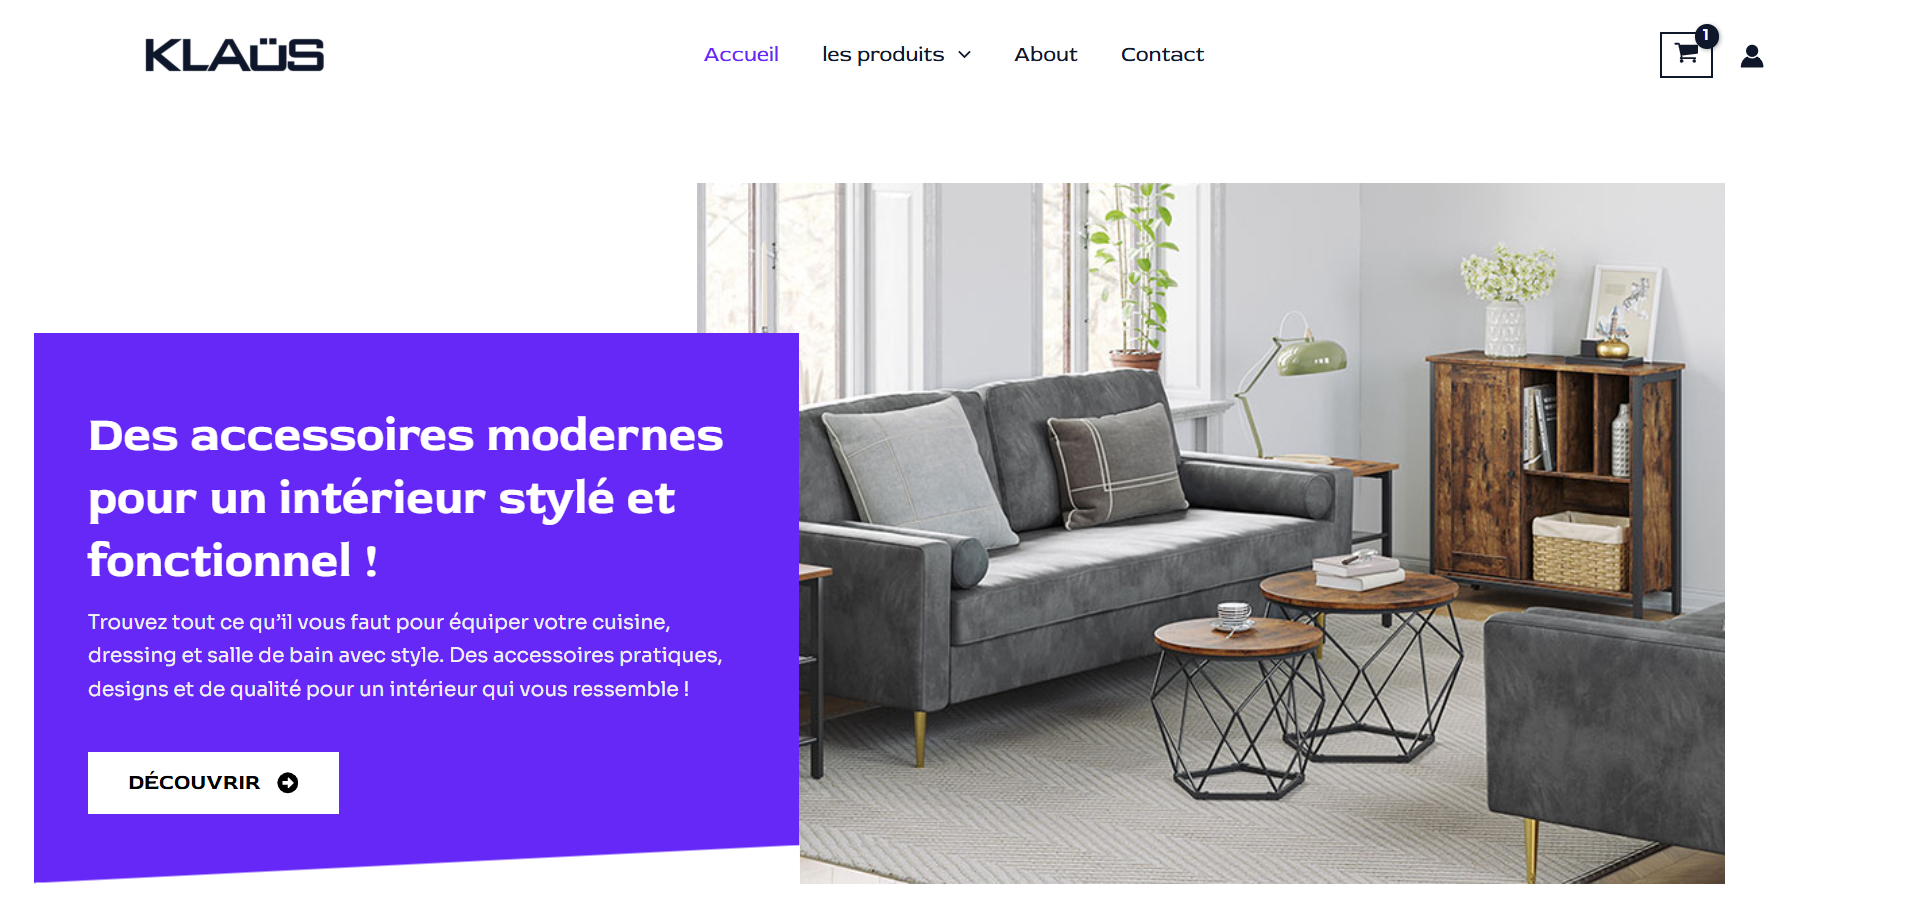 KLAÜS
Accueil
les produits
About
Contact
1
Des accessoires modernes
pour un intérieur stylé et
fonctionnel !
Trouvez tout ce qu’il vous faut pour équiper votre cuisine,
dressing et salle de bain avec style. Des accessoires pratiques,
designs et de qualité pour un intérieur qui vous ressemble !
DÉCOUVRIR